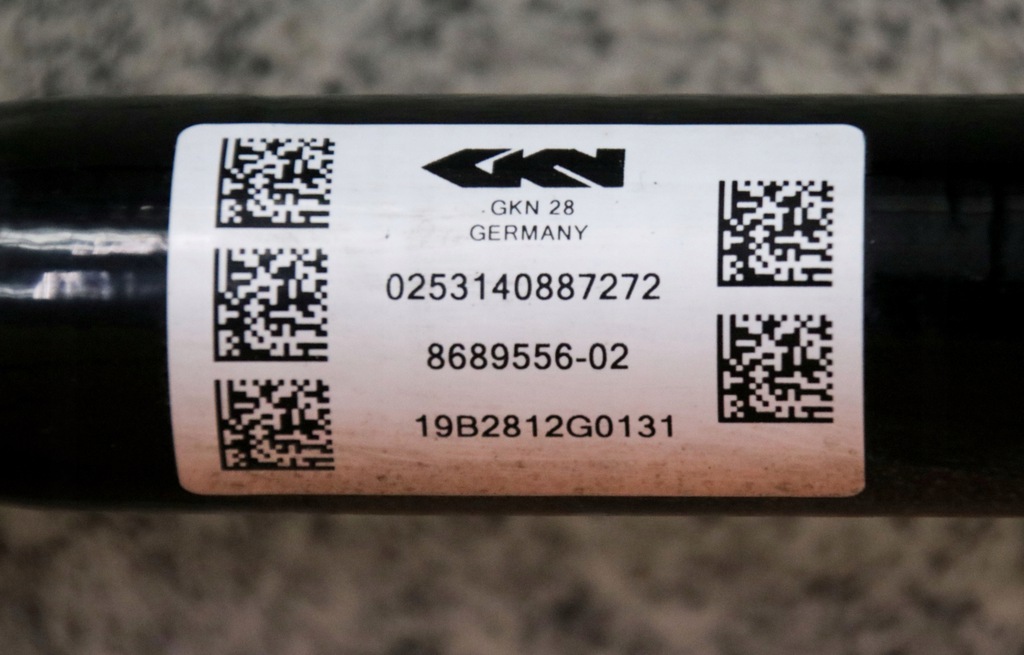 GKN
GKN 28
GERMANY
0253140887272
8689556-02
19B2812G0131